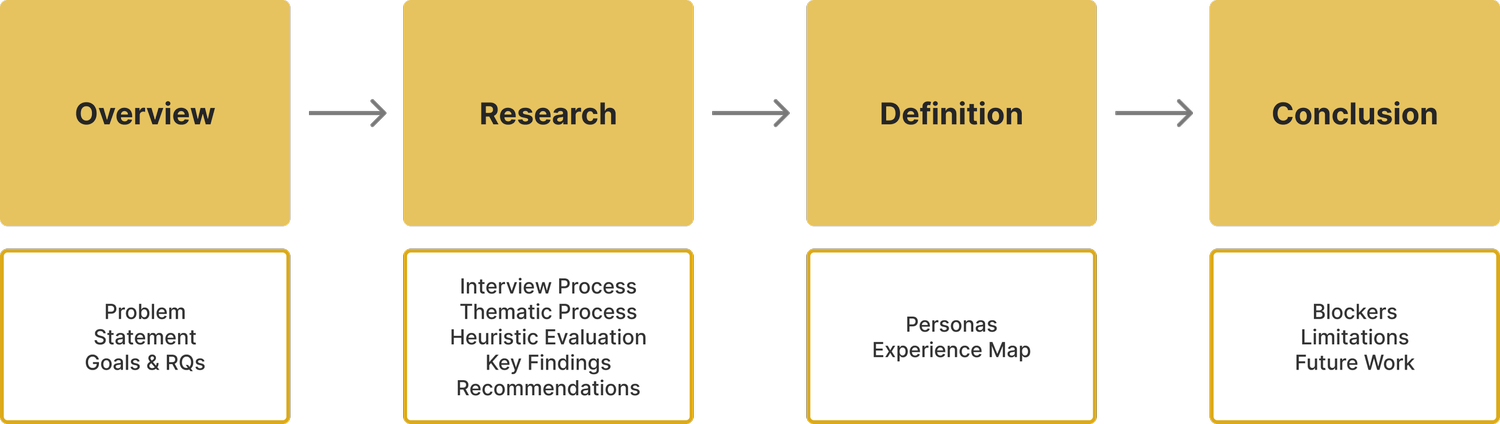 Overview
Research
Definition
Conclusion
Problem
Statement
Goals & RQs
Interview Process
Thematic Process
Heuristic Evaluation
Key Findings
Recommendations
Personas
Experience Map
Blockers
Limitations
Future Work